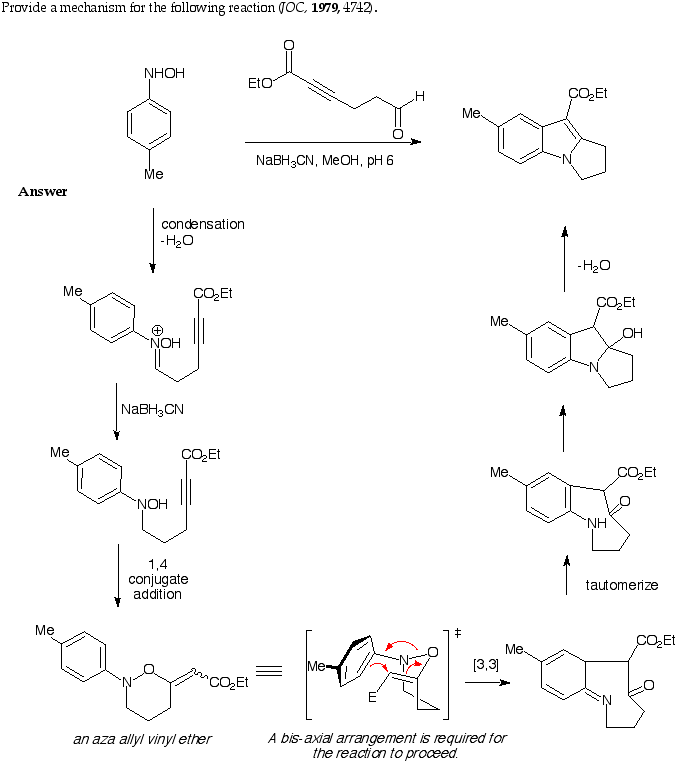 Provide a mechanism for the following reaction (JOC, 1979, 4742).
NHOH
Me
O
EtO
H
O
NaBH3CN, MeOH, pH 6
CO2Et
Me
N
Answer
condensation
-H2O
Me
CO2Et
⊕
NOH
NaBH3CN
Me
CO2Et
NOH
1,4
conjugate
addition
Me
O
N
CO2Et
an aza allyl vinyl ether
Me
N
O
E
‡
A bis-axial arrangement is required for
the reaction to proceed.
[3,3]
CO2Et
Me
O
N
tautomerize
CO2Et
Me
O
NH
CO2Et
Me
OH
N
-H2O